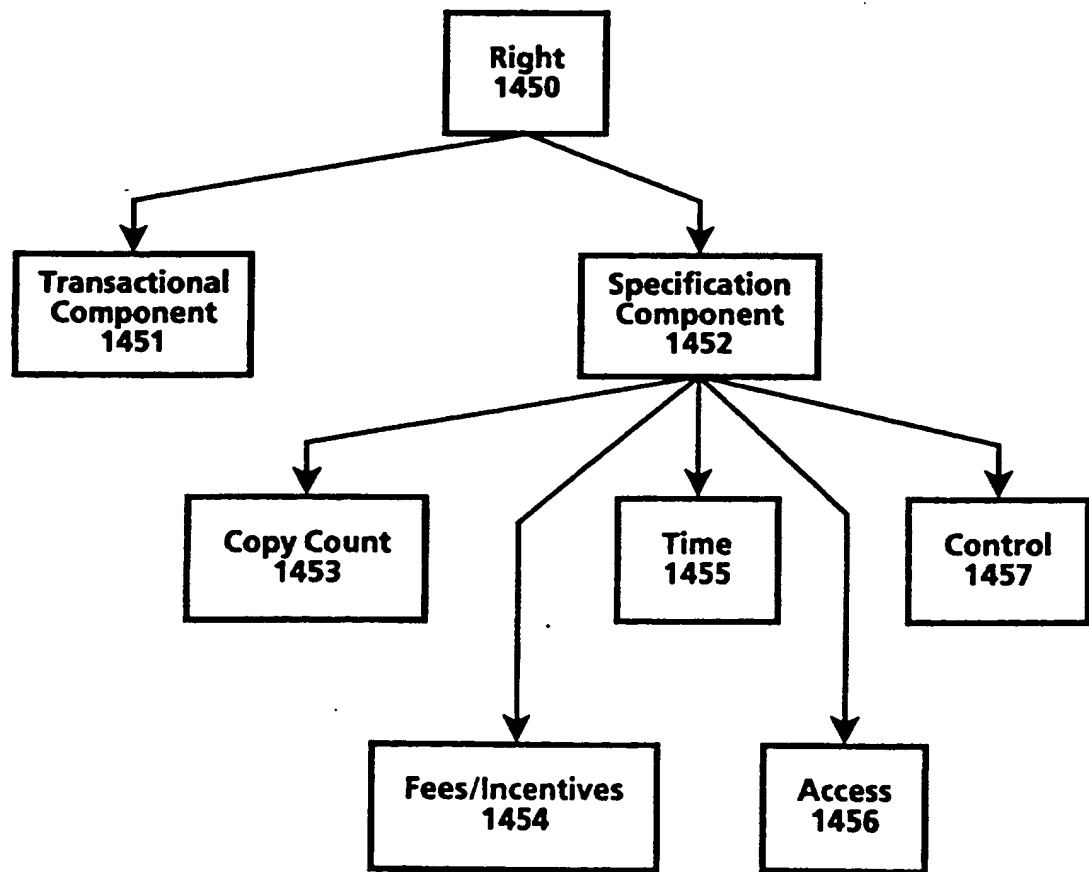 Right
1450
Transactional
Component
1451
Specification
Component
1452
Copy Count
1453
Time
1455
Control
1457
Fees/Incentives
1454
Access
1456